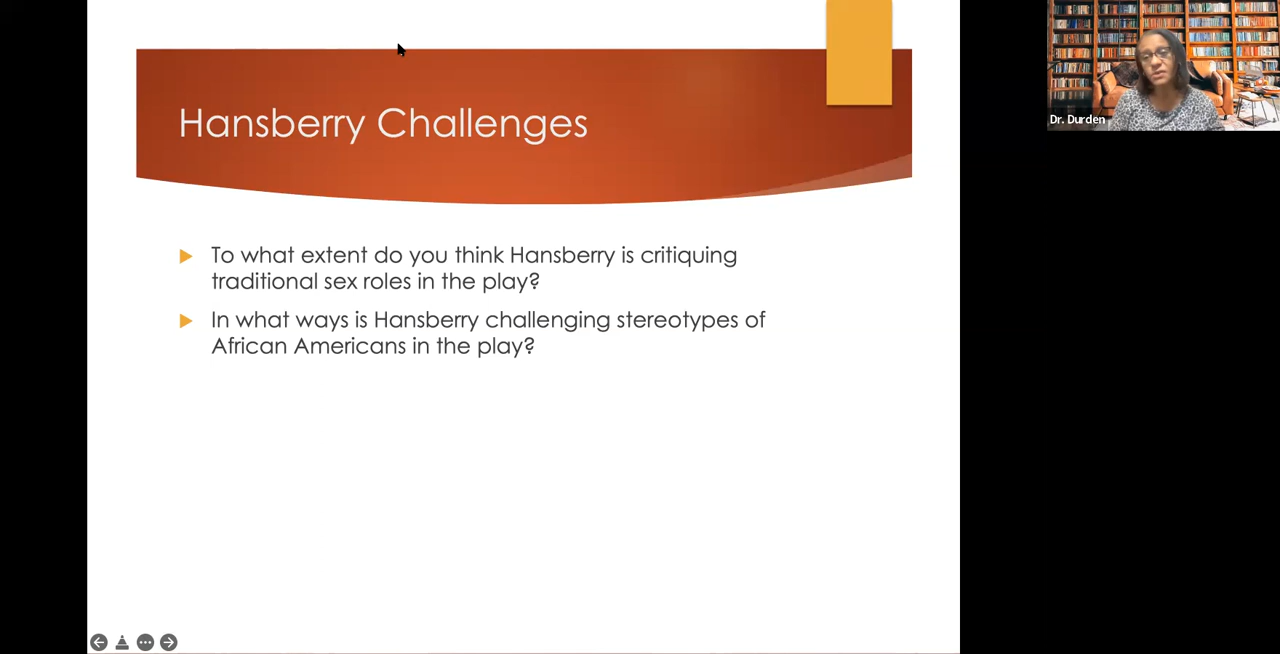 Hansberry Challenges
To what extent do you think Hansberry is critiquing
traditional sex roles in the play?
In what ways is Hansberry challenging stereotypes of
African Americans in the play?
Dr. Durden